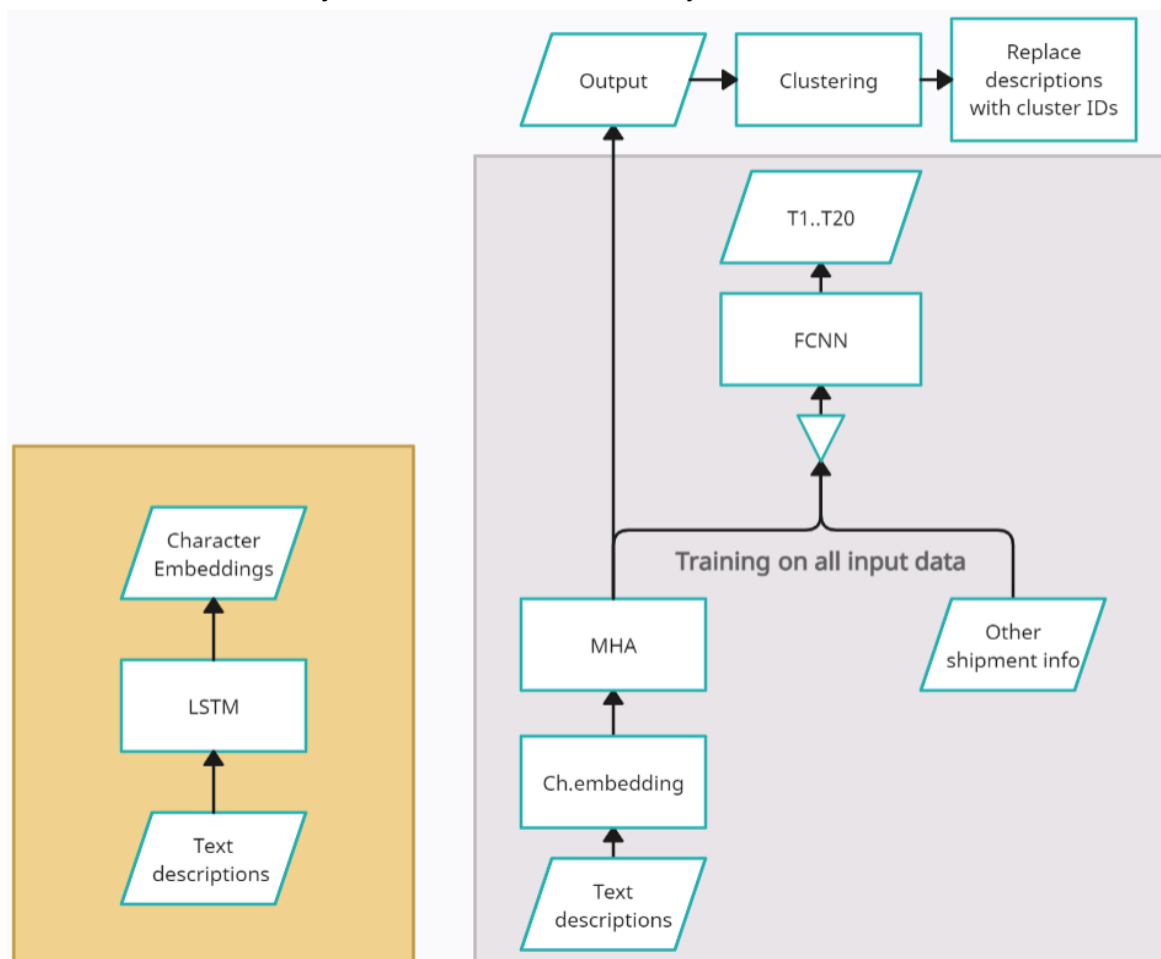 Output
Clustering
Replace
descriptions
with cluster IDs
T1..T20
FCNN
Training on all input data
MHA
Other
shipment info
Ch.embedding
Text
descriptions
Character
Embeddings
LSTM
Text
descriptions